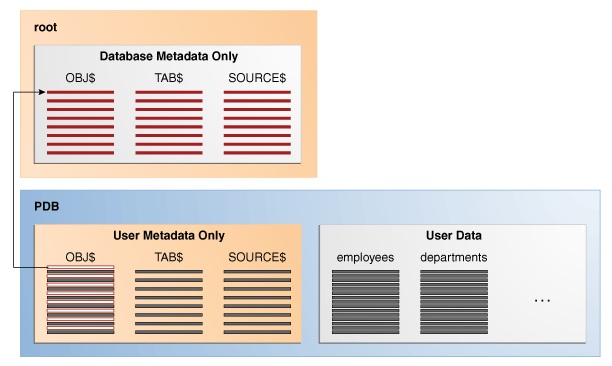 root
Database Metadata Only
OBJ$ TAB$ SOURCE$
PDB
User Metadata Only
OBJ$ TAB$ SOURCE$
User Data
employees departments
...